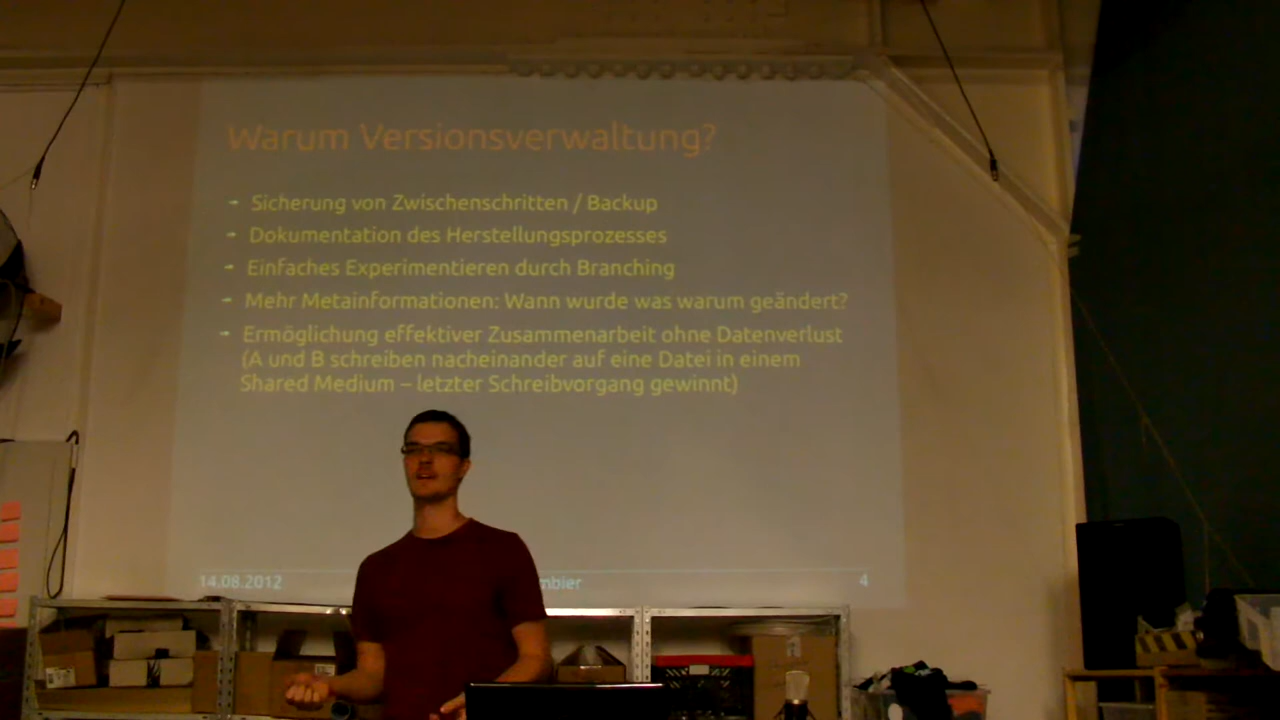 Warum Versionsverwaltung?
→ Sicherung von Zwischenschritten / Backup
→ Dokumentation des Herstellungsprozesses
→ Einfaches Experimentieren durch Branching
→ Mehr Metainformationen: Wann wurde was warum geändert?
→ Ermöglichung effektiver Zusammenarbeit ohne Datenverlust
(A und B schreiben nacheinander auf eine Datei in einem
Shared Medium – letzter Schreibvorgang gewinnt)
14.08.2012 mbier 4